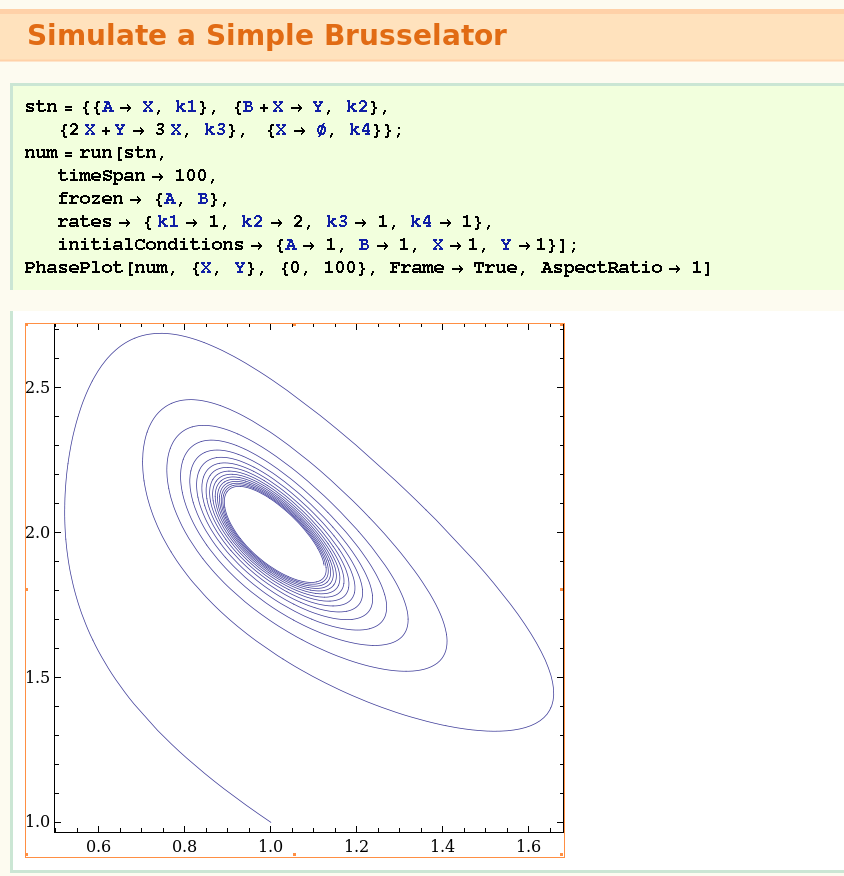 Simulate a Simple Brusselator
stn = {{A → X, k1}, {B + X → Y, k2},
{2 X + Y → 3 X, k3}, {X → ∅, k4}};
num = run[stn,
timeSpan → 100,
frozen → {A, B},
rates → {k1 → 1, k2 → 2, k3 → 1, k4 → 1},
initialConditions → {A → 1, B → 1, X → 1, Y → 1}];
PhasePlot[num, {X, Y}, {0, 100}, Frame → True, AspectRatio → 1]
2.5
2.0
1.5
1.0
0.6 0.8 1.0 1.2 1.4 1.6